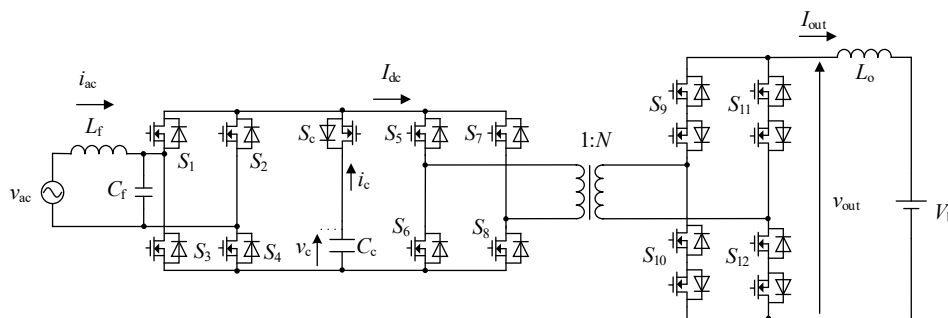 I_out
i_ac
I_dc
L_o
S_9
S_11
L_f
S_c
S_5
S_7
1:N
S_1
S_2
i_c
v_ac
C_f
v_out
S_6
S_8
v_c
C_c
S_3
S_4
S_10
S_12